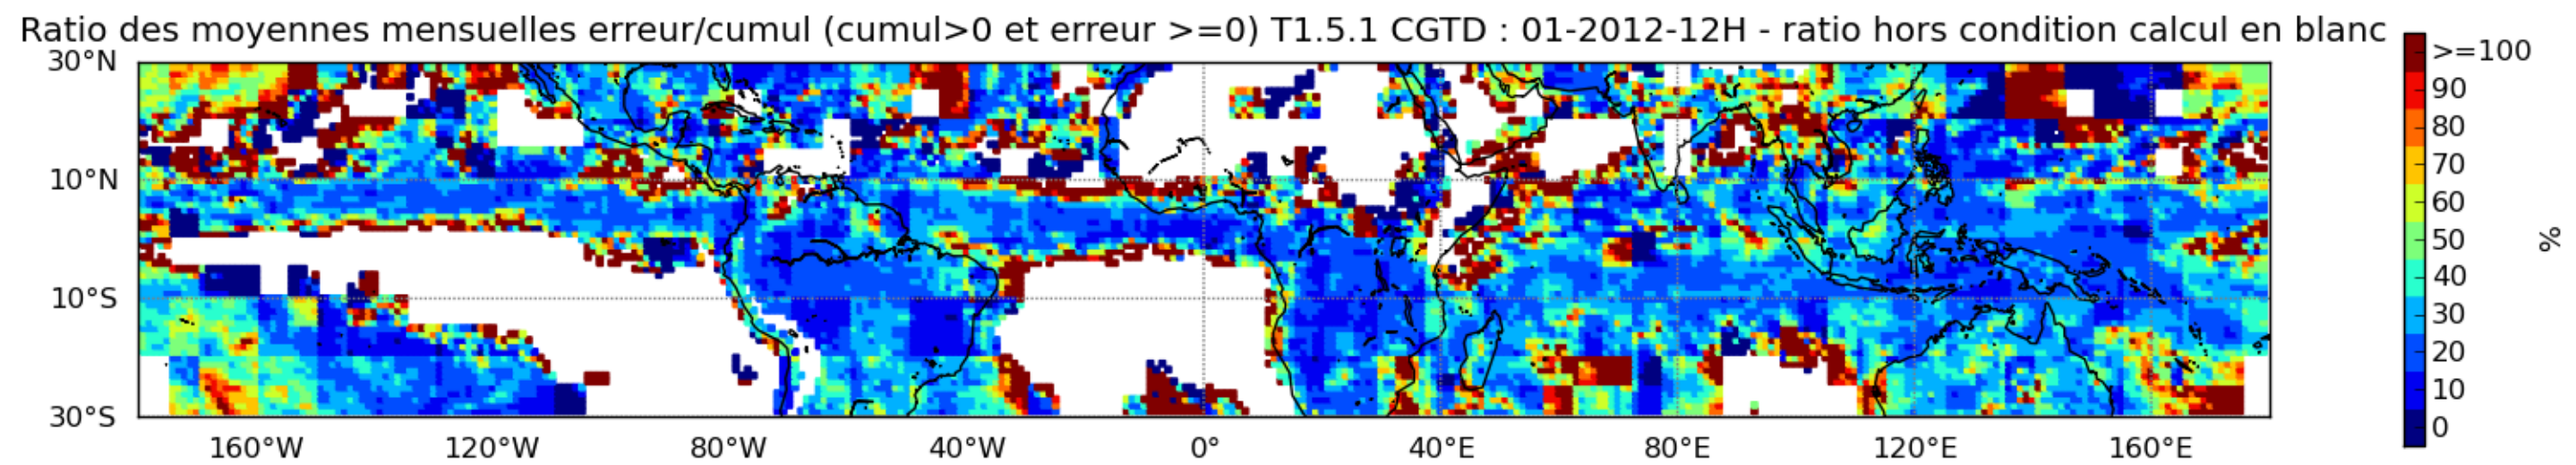 Ratio des moyennes mensuelles erreur/cumul (cumul>0 et erreur >=0) T1.5.1 CGTD : 01-2012-12H - ratio hors condition calcul en blanc
30°N
10°N
10°S
30°S
160°W 120°W 80°W 40°W 0° 40°E 80°E 120°E 160°E
>=100
90
80
70
60
50
40
30
20
10
0
%